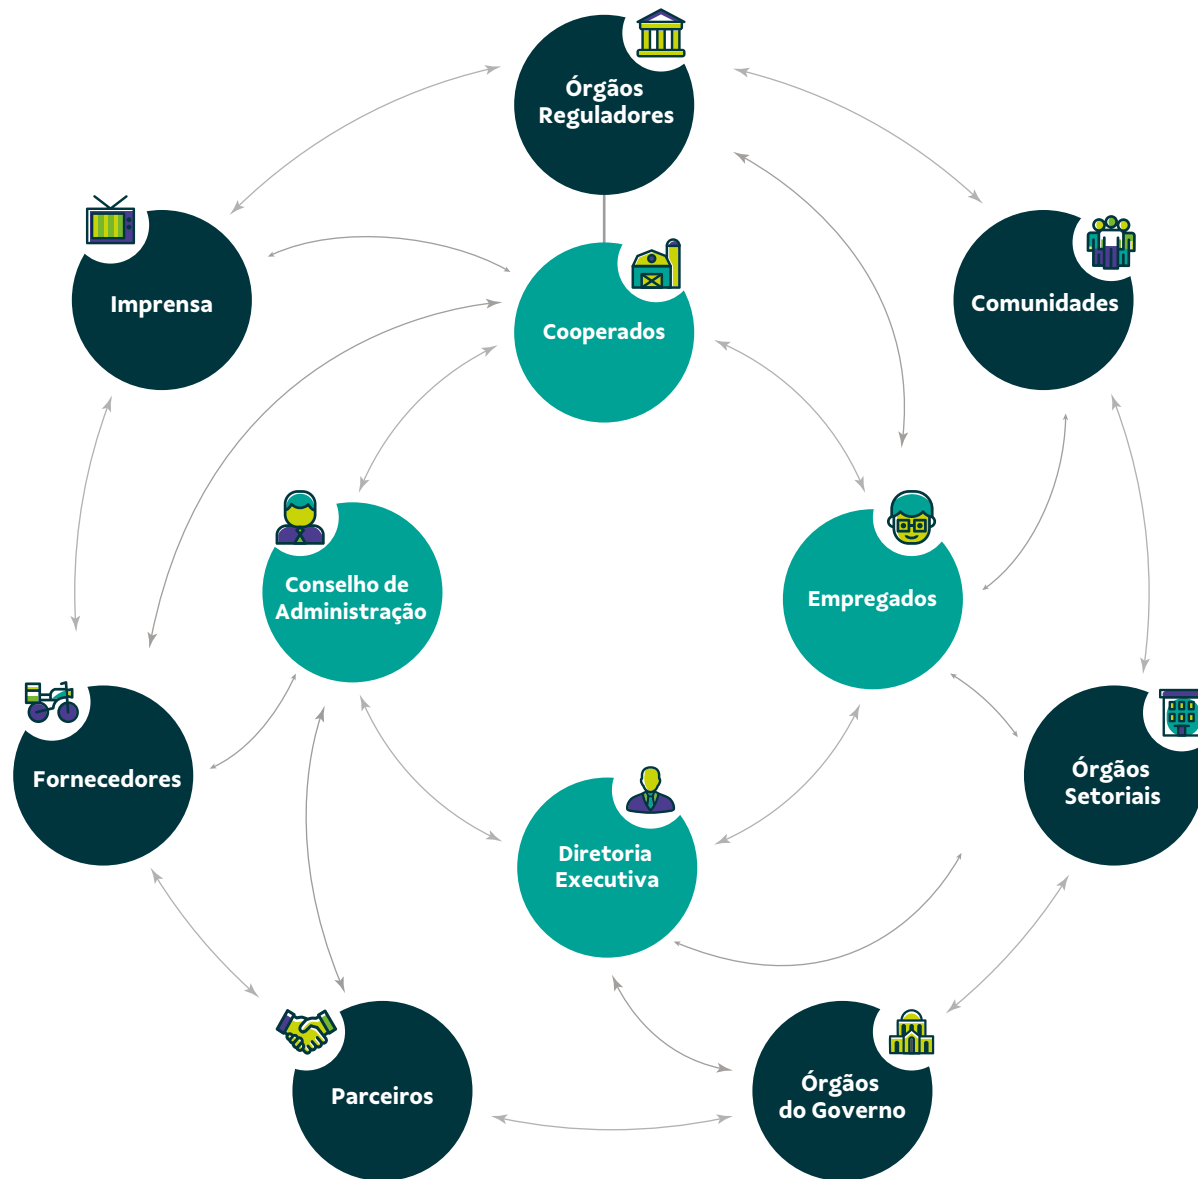 Órgãos
Reguladores
Imprensa
Comunidades
Cooperados
Conselho de
Administração
Empregados
Fornecedores
Órgãos
Setoriais
Diretoria
Executiva
Parceiros
Órgãos
do Governo